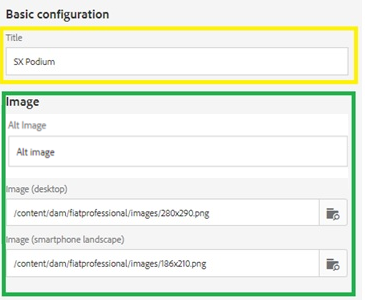 Basic configuration
Title
SX Podium
Image
Alt Image
Alt image
Image (desktop)
/content/dam/fiatprofessional/images/280x290.png
Image (smartphone landscape)
/content/dam/fiatprofessional/images/186x210.png